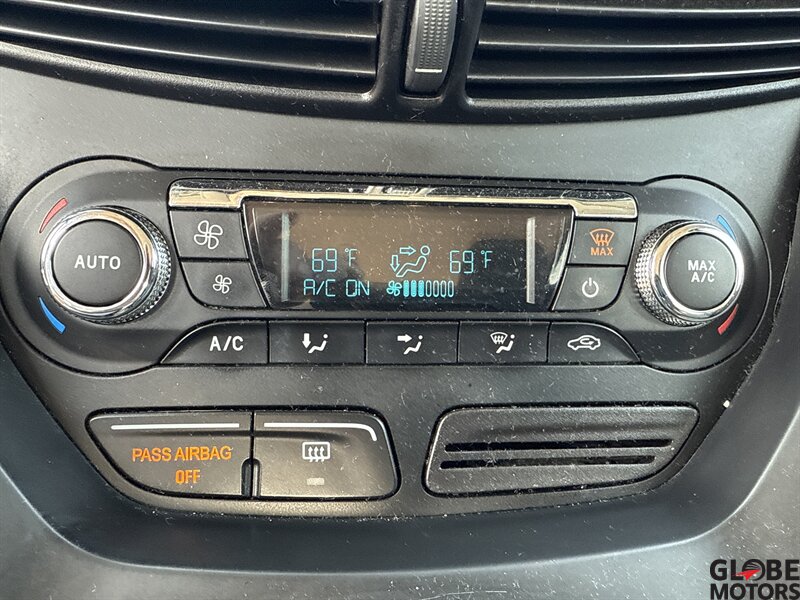 AUTO
69°F 69°F
A/C ON
MAX
MAX
A/C
A/C
PASS AIRBAG
OFF
GLOBE
MOTORS